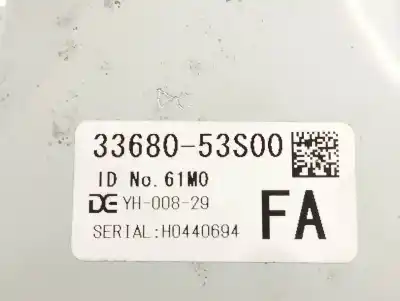 33680-53S00
ID No. 61M0
DE YH-008-29
SERIAL:H0440694
FA